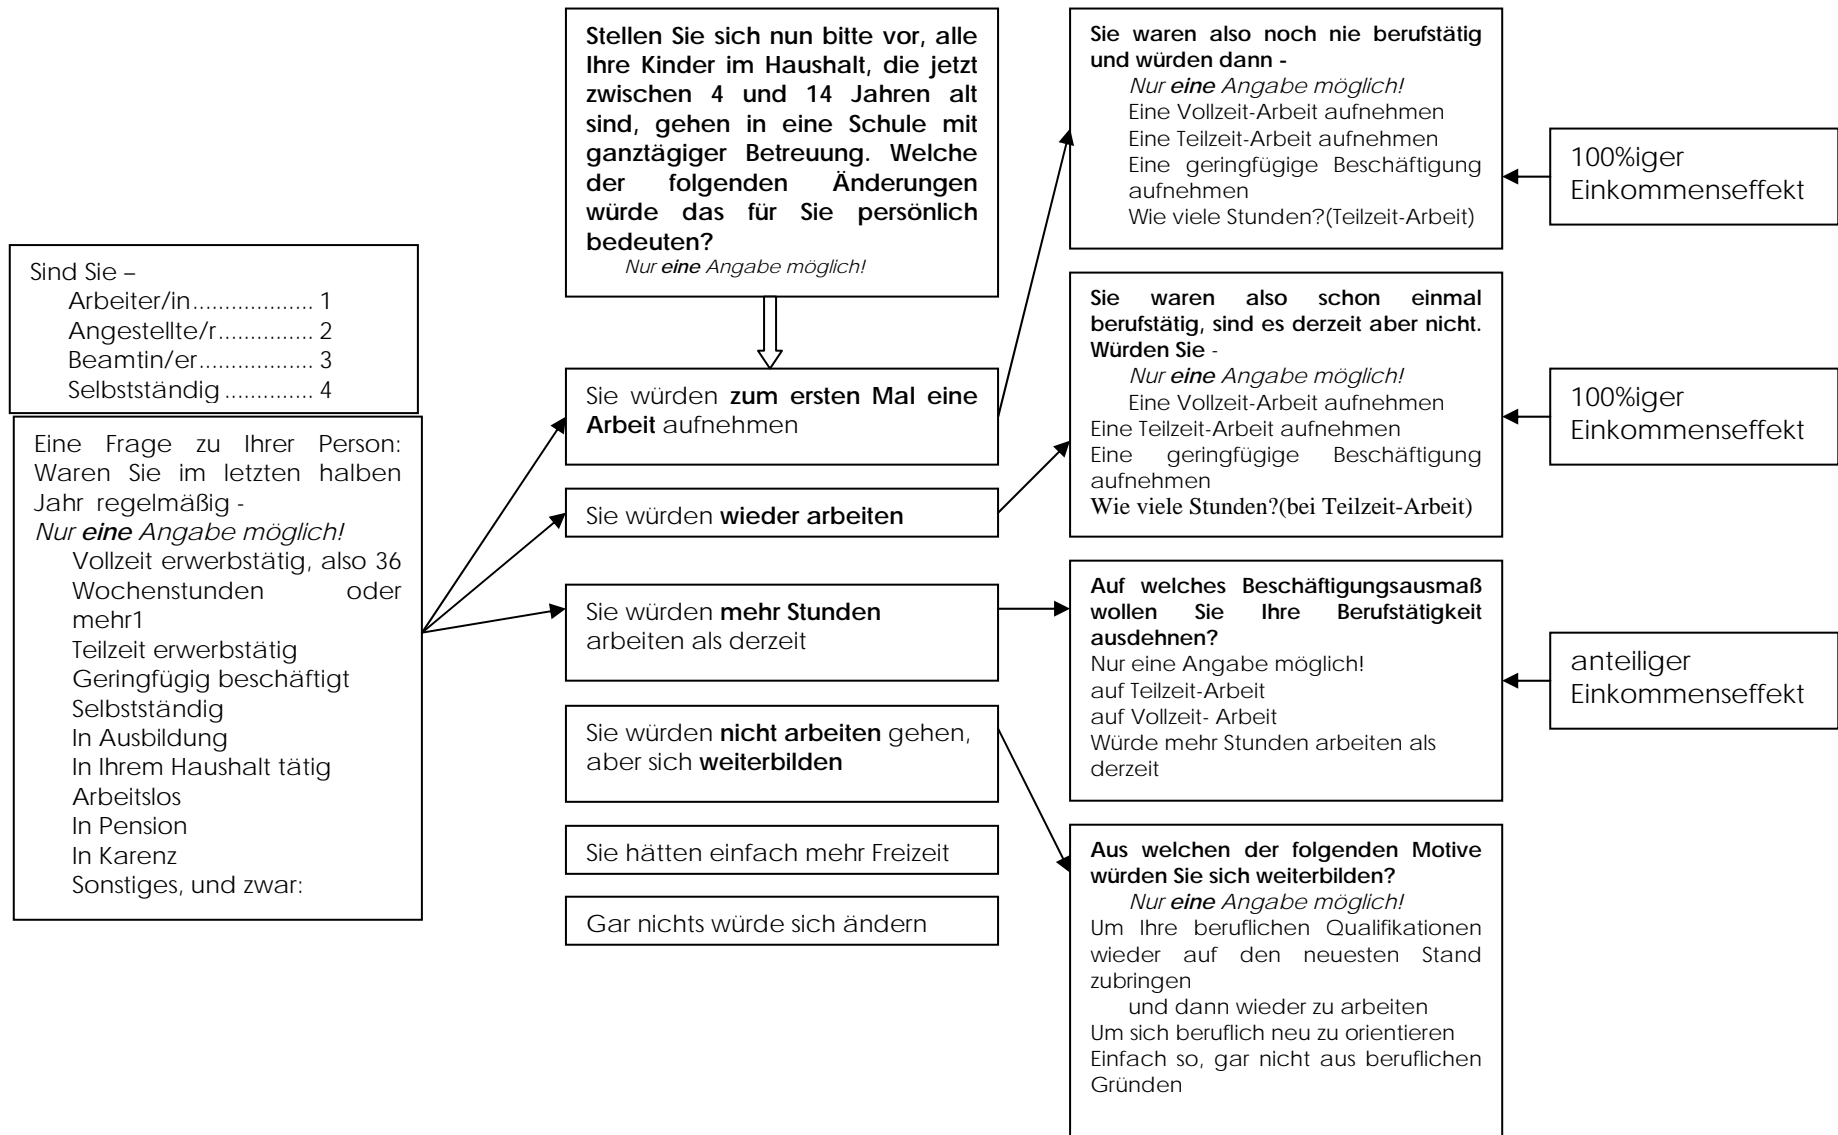 Sind Sie –
Arbeiter/in................... 1
Angestellte/r............... 2
Beamtin/er.................. 3
Selbstständig .............. 4
Eine Frage zu Ihrer Person:
Waren Sie im letzten halben
Jahr regelmäßig -
Nur eine Angabe möglich!
Vollzeit erwerbstätig, also 36
Wochenstunden oder
mehr1
Teilzeit erwerbstätig
Geringfügig beschäftigt
Selbstständig
In Ausbildung
In Ihrem Haushalt tätig
Arbeitslos
In Pension
In Karenz
Sonstiges, und zwar:
Stellen Sie sich nun bitte vor, alle
Ihre Kinder im Haushalt, die jetzt
zwischen 4 und 14 Jahren alt
sind, gehen in eine Schule mit
ganztägiger Betreuung. Welche
der folgenden Änderungen
würde das für Sie persönlich
bedeuten?
Nur eine Angabe möglich!
Sie würden zum ersten Mal eine
Arbeit aufnehmen
Sie würden wieder arbeiten
Sie würden mehr Stunden
arbeiten als derzeit
Sie würden nicht arbeiten gehen,
aber sich weiterbilden
Sie hätten einfach mehr Freizeit
Gar nichts würde sich ändern
Sie waren also noch nie berufstätig
und würden dann -
Nur eine Angabe möglich!
Eine Vollzeit-Arbeit aufnehmen
Eine Teilzeit-Arbeit aufnehmen
Eine geringfügige Beschäftigung
aufnehmen
Wie viele Stunden?(Teilzeit-Arbeit)
Sie waren also schon einmal
berufstätig, sind es derzeit aber nicht.
Würden Sie -
Nur eine Angabe möglich!
Eine Vollzeit-Arbeit aufnehmen
Eine Teilzeit-Arbeit aufnehmen
Eine geringfügige Beschäftigung
aufnehmen
Wie viele Stunden?(bei Teilzeit-Arbeit)
Auf welches Beschäftigungsausmaß
wollen Sie Ihre Berufstätigkeit
ausdehnen?
Nur eine Angabe möglich!
auf Teilzeit-Arbeit
auf Vollzeit- Arbeit
Würde mehr Stunden arbeiten als
derzeit
Aus welchen der folgenden Motive
würden Sie sich weiterbilden?
Nur eine Angabe möglich!
Um Ihre beruflichen Qualifikationen
wieder auf den neuesten Stand
zubringen
und dann wieder zu arbeiten
Um sich beruflich neu zu orientieren
Einfach so, gar nicht aus beruflichen
Gründen
100%iger
Einkommenseffekt
100%iger
Einkommenseffekt
anteiliger
Einkommenseffekt